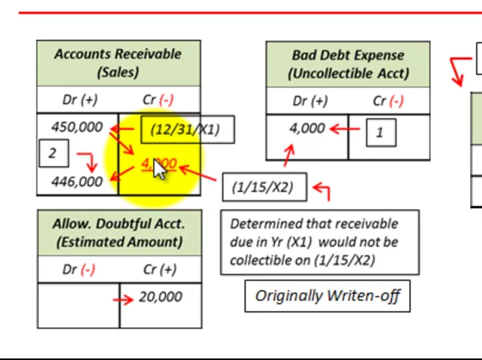 Accounts Receivable
(Sales)
Dr (+) Cr (-)
450,000
(12/31/X1)
2
4,000
446,000
Bad Debt Expense
(Uncollectible Acct)
Dr (+) Cr (-)
4,000
1
(1/15/X2)
Allow. Doubtful Acct.
(Estimated Amount)
Dr (-) Cr (+)
20,000
Determined that receivable
due in Yr (X1) would not be
collectible on (1/15/X2)
Originally Writen-off